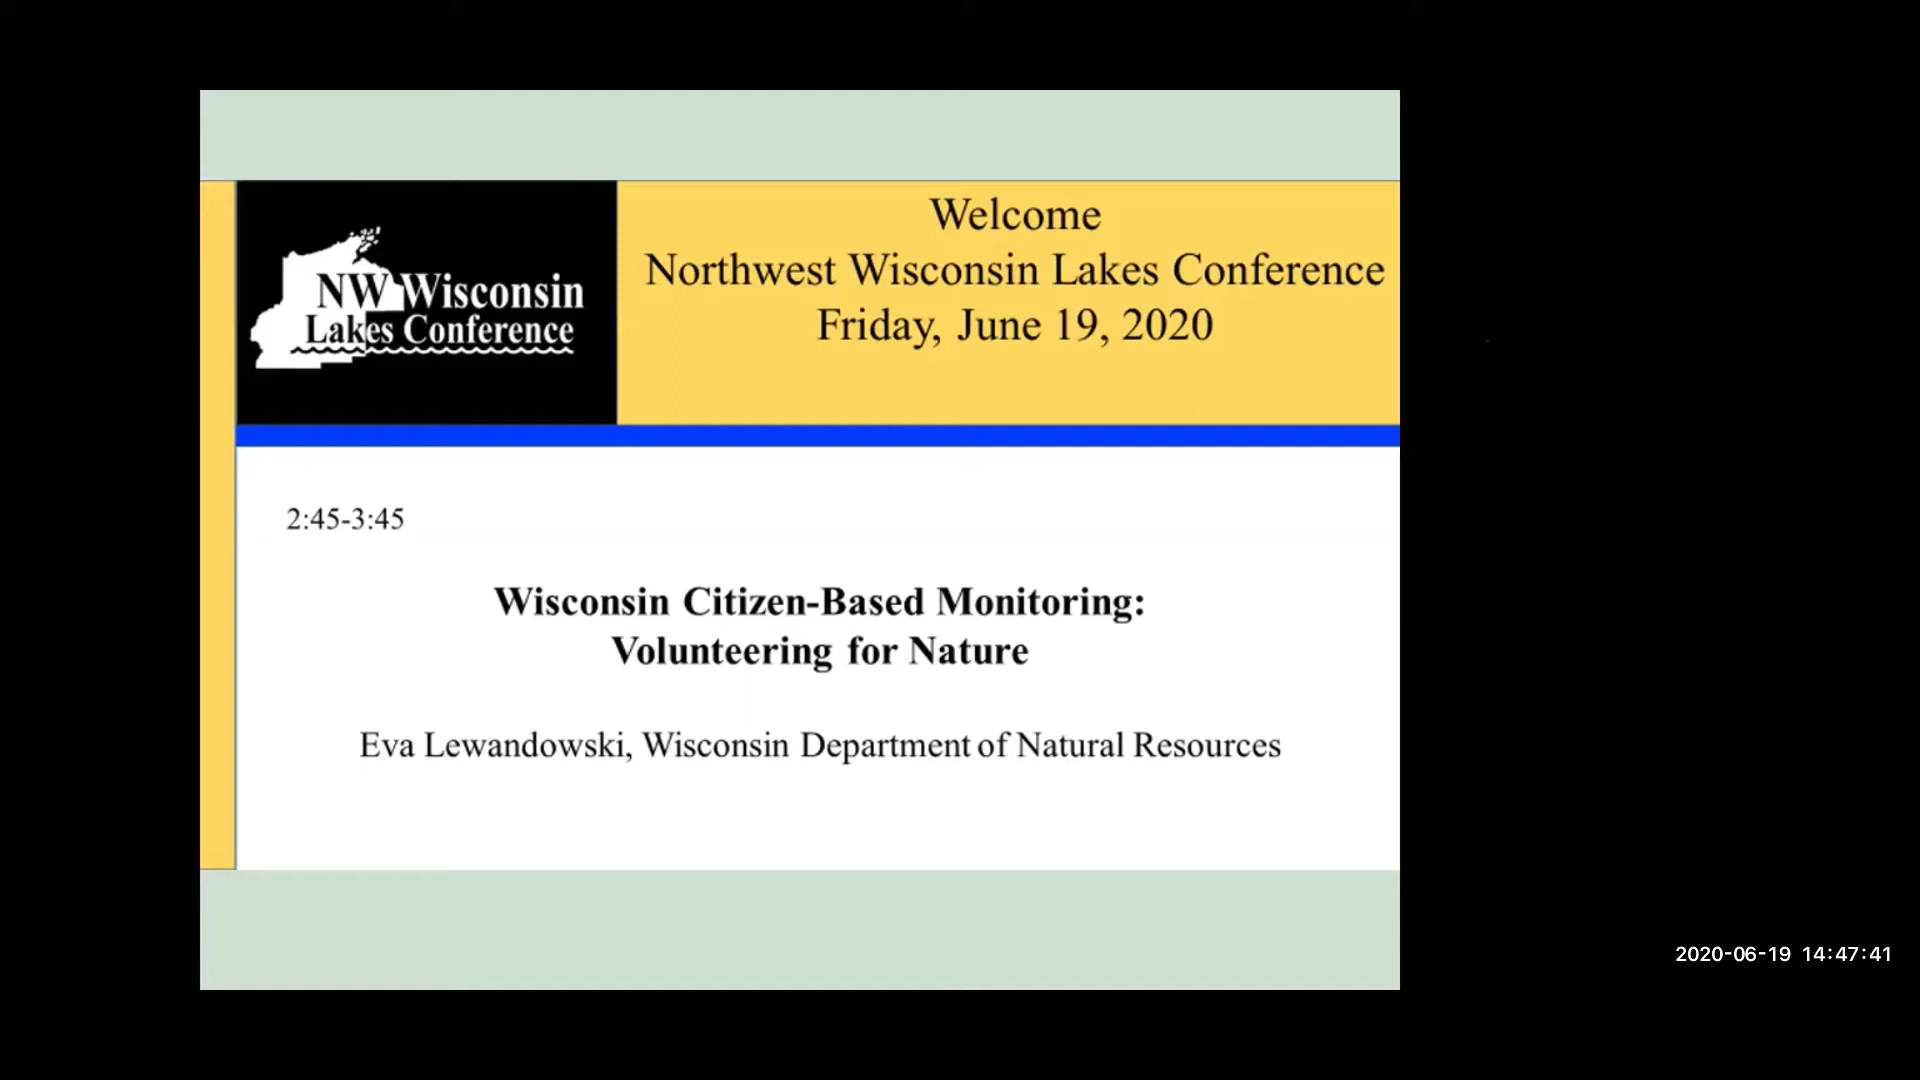 NW Wisconsin
Lakes Conference
Welcome
Northwest Wisconsin Lakes Conference
Friday, June 19, 2020
2:45-3:45
Wisconsin Citizen-Based Monitoring:
Volunteering for Nature
Eva Lewandowski, Wisconsin Department of Natural Resources
2020-06-19 14:47:41